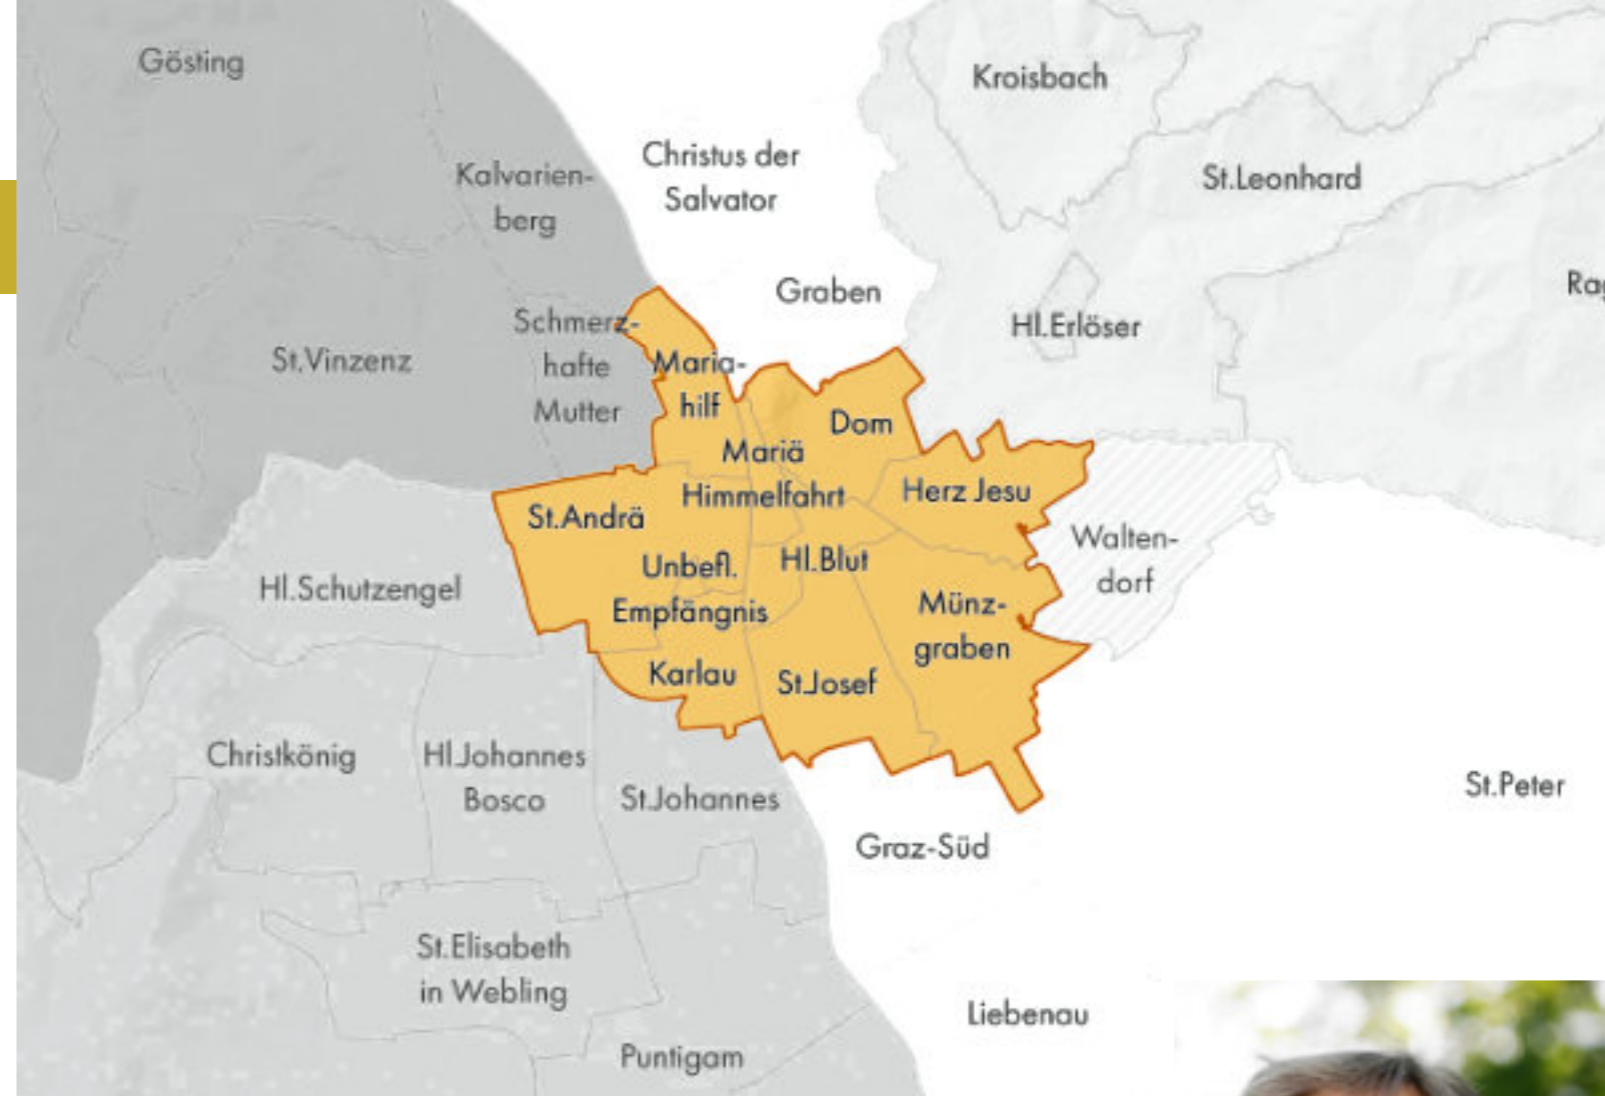 Gösting
Kroisbach
Christus der
Salvator
Kalvarien-
berg
St.Leonhard
Graben
Schmerz-
hafte
Mutter
Hl.Erlöser
St.Vinzenz
Maria-
hilf
Dom
Mariä
Himmelfahrt
Herz Jesu
St.Andrä
Walten-
dorf
Unbefl.
Empfängnis
Hl.Blut
Hl.Schutzengel
Münz-
graben
Karlau
St.Josef
Christkönig
Hl.Johannes
Bosco
St.Johannes
St.Peter
Graz-Süd
St.Elisabeth
in Webling
Liebenau
Puntigam